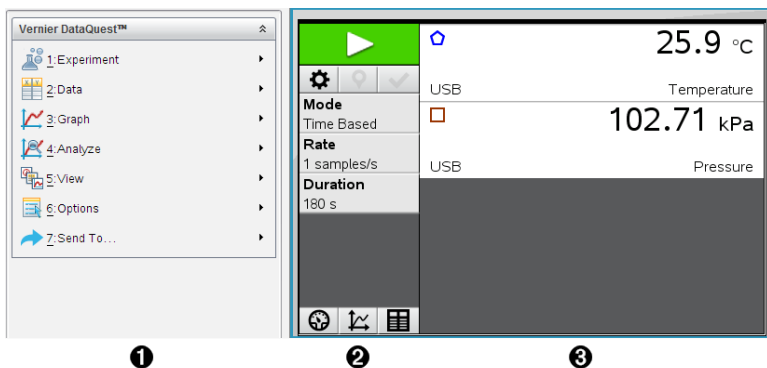 Vernier DataQuest™
1:Experiment
2:Data
3:Graph
4:Analyze
5:View
6:Options
7:Send To...
Mode
Time Based
Rate
1 samples/s
Duration
180 s
25.9 °C
USB Temperature
102.71 kPa
USB Pressure
❶ ❷ ❸